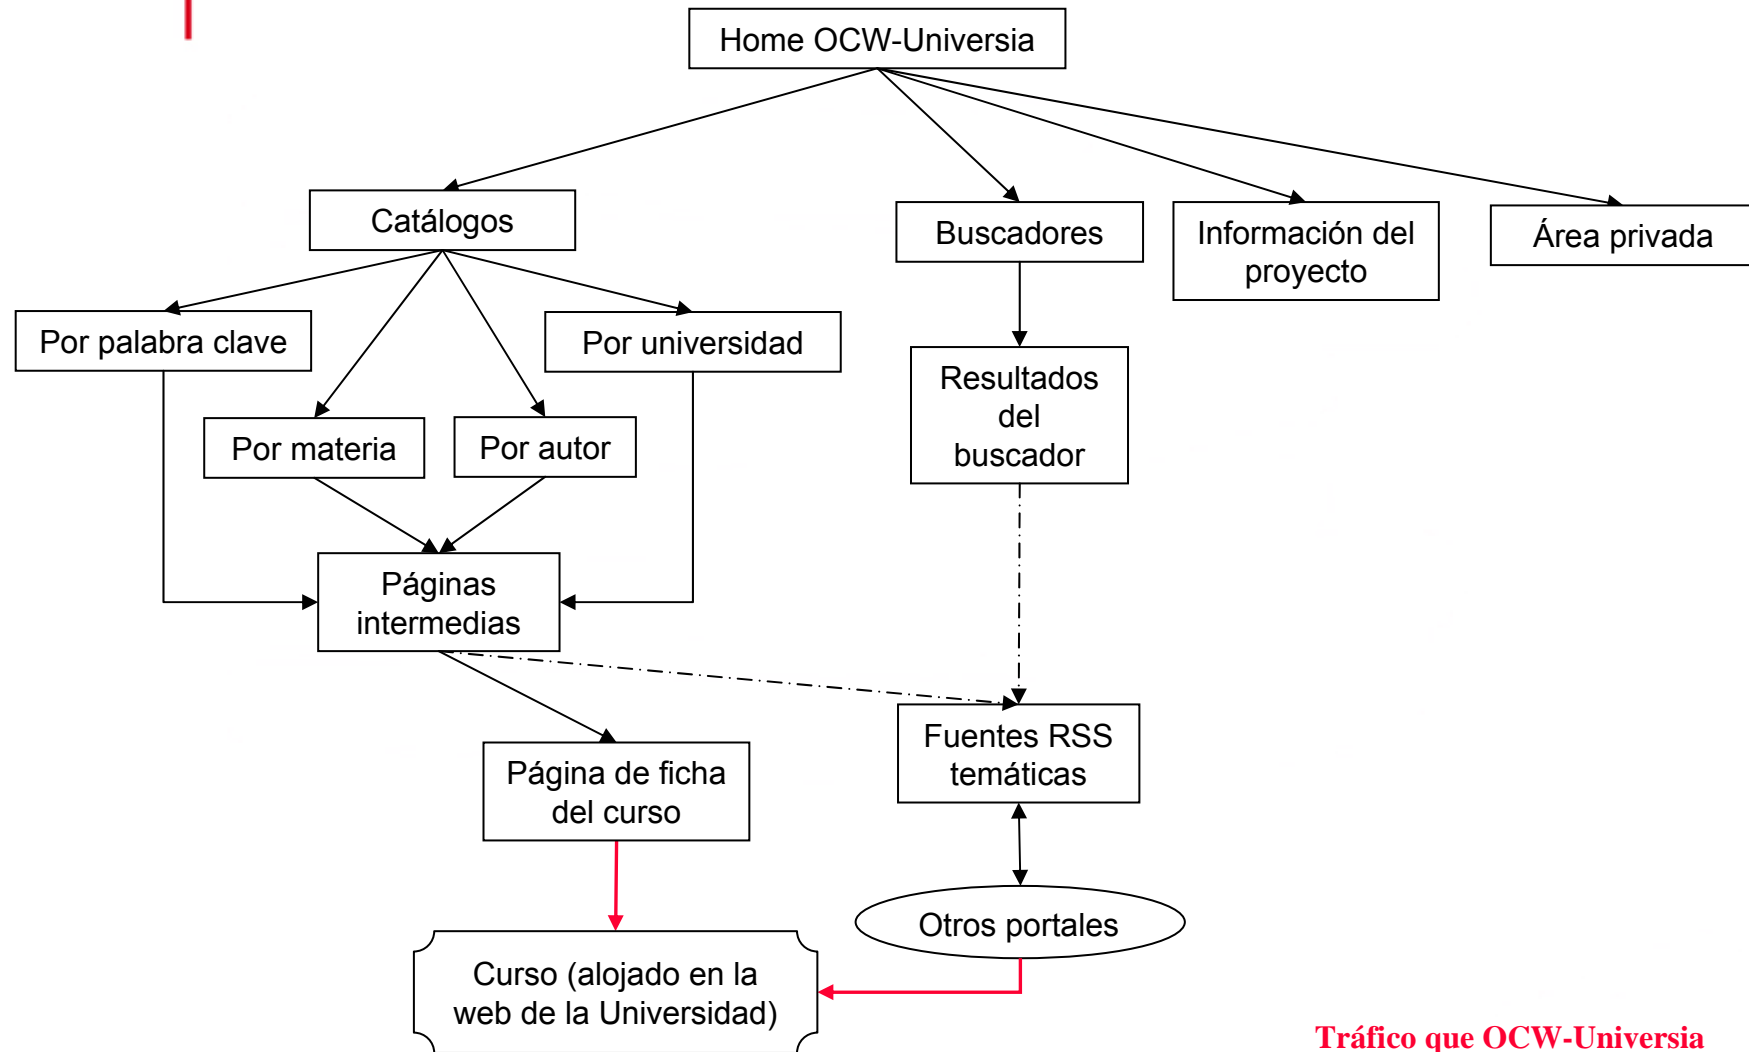 Home OCW-Universia
Catálogos
Buscadores
Información del
proyecto
Área privada
Por palabra clave
Por universidad
Por materia
Por autor
Resultados
del
buscador
Páginas
intermedias
Fuentes RSS
temáticas
Página de ficha
del curso
Otros portales
Curso (alojado en la
web de la Universidad)
Tráfico que OCW-Universia